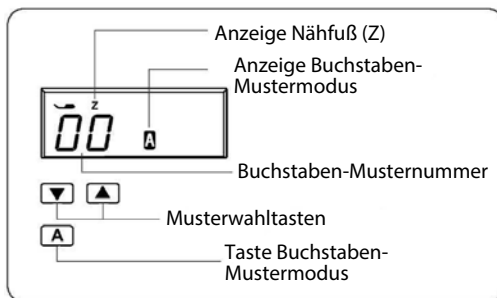 Anzeige Nähfuß (Z)
Anzeige Buchstaben-
Mustermodus
Z
00
A
Buchstaben-Musternummer
Musterwahltasten
A
Taste Buchstaben-
Mustermodus